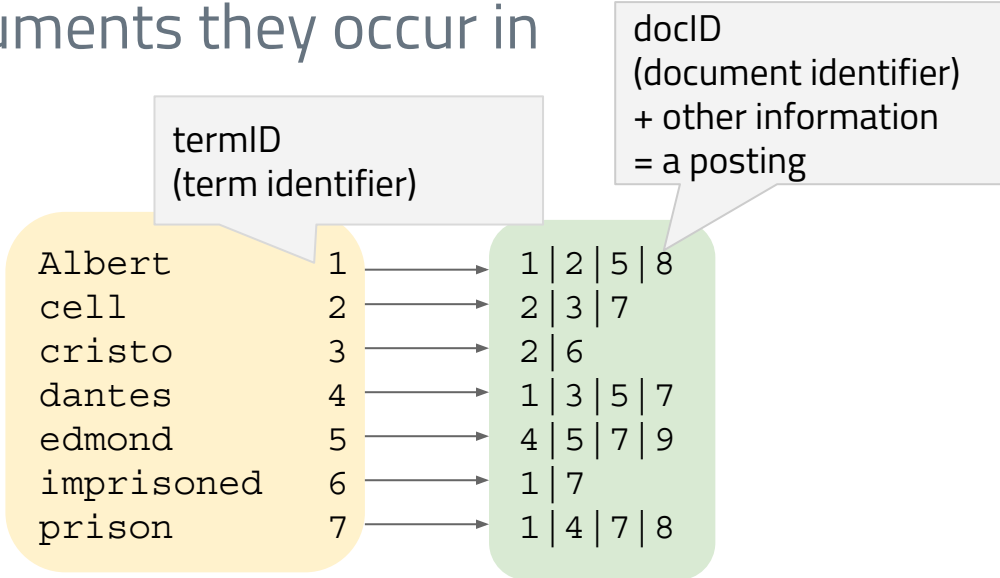 they occur in
docID
(document identifier)
+ other information
= a posting
termID
(term identifier)
Albert 1 1|2|5|8
cell 2 2|3|7
cristo 3 2|6
dantes 4 1|3|5|7
edmond 5 4|5|7|9
imprisoned 6 1|7
prison 7 1|4|7|8